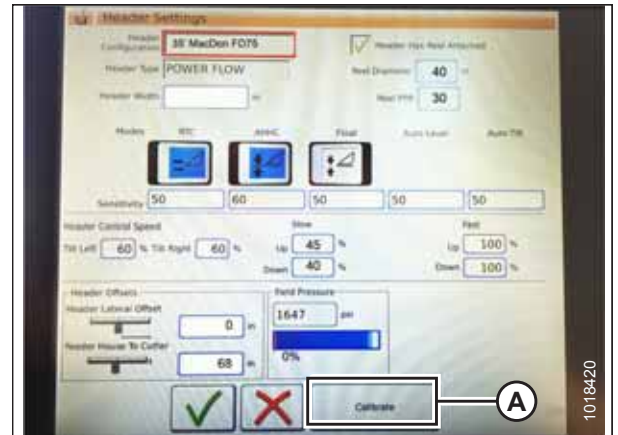 Header Settings
Header Configuration 35' MacDon FD75 Header Has Reel Attached
Header Type POWER FLOW Reel Diameter 40 in
Header Width in Reel PPR 30
Modes RTC AHHC Float Auto Level Auto Tilt
Sensitivity 50 60 50 50 50
Header Control Speed Slow Fast
Tilt Left 60 % Tilt Right 60 % Up 45 % Up 100 %
Down 40 % Down 100 %
Header Offsets Field Pressure
Header Lateral Offset 1647 psi
0 in
Header House To Cutter 0%
68 in
Calibrate
A
1018420